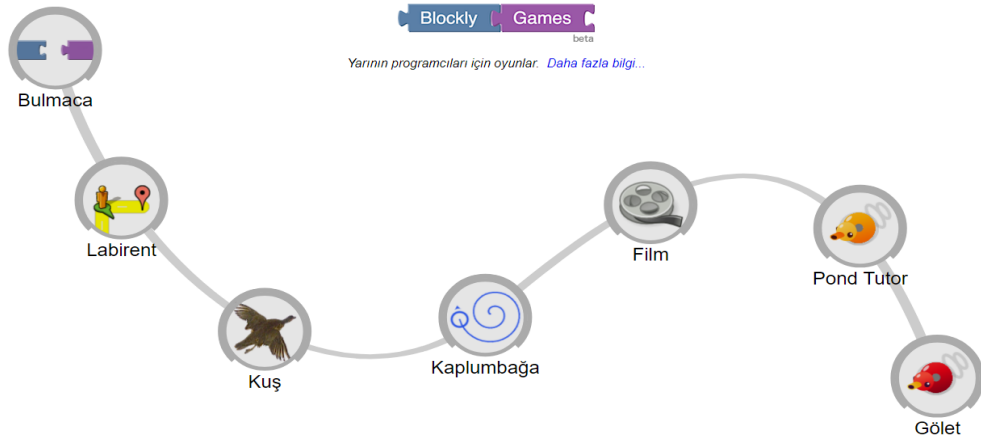 Blockly Games
beta
Yarının programcıları için oyunlar. Daha fazla bilgi...
Bulmaca
Labirent
Kuş
Kaplumbağa
Film
Pond Tutor
Gölet